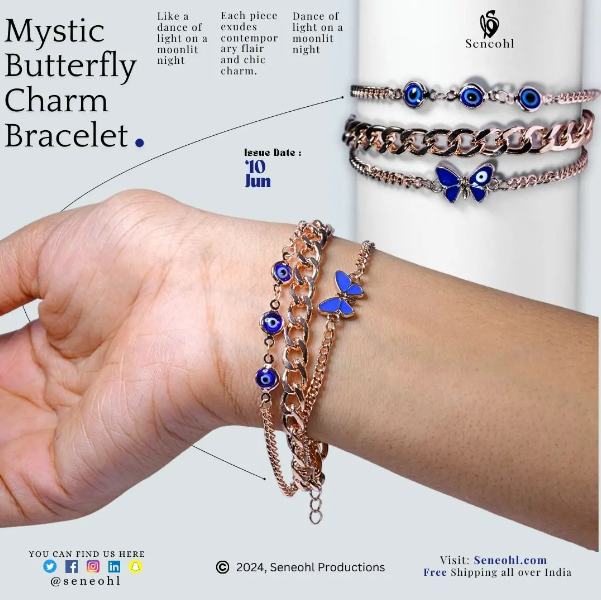 Mystic
Butterfly
Charm
Bracelet.
Like a
dance of
light on a
moonlit
night
Each piece
exudes
contempor
ary flair
and chic
charm.
Dance of
light on a
moonlit
night
Seneohl
Issue Date :
'10
Jun
YOU CAN FIND US HERE
@seneohl
© 2024, Seneohl Productions
Visit: Seneohl.com
Free Shipping all over India